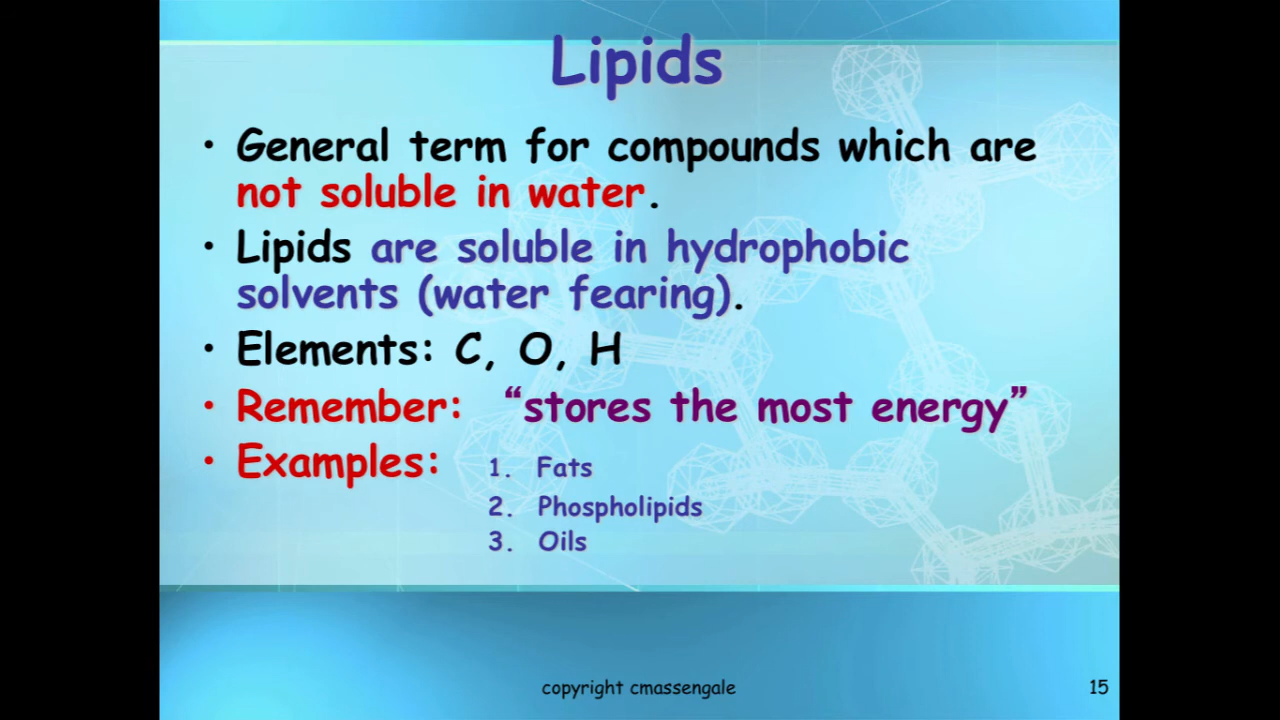 Lipids
• General term for compounds which are
not soluble in water.
• Lipids are soluble in hydrophobic
solvents (water fearing).
• Elements: C, O, H
• Remember: “stores the most energy”
• Examples: 1. Fats
2. Phospholipids
3. Oils
copyright cmassengale 15